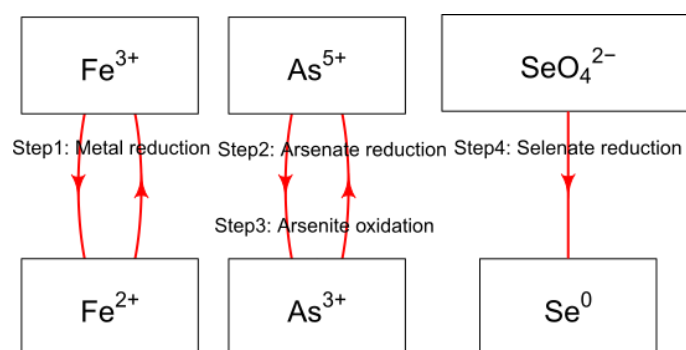 Fe³⁺ As⁵⁺ SeO₄²⁻
Step1: Metal reduction Step2: Arsenate reduction Step4: Selenate reduction
Step3: Arsenite oxidation
Fe²⁺ As³⁺ Se⁰